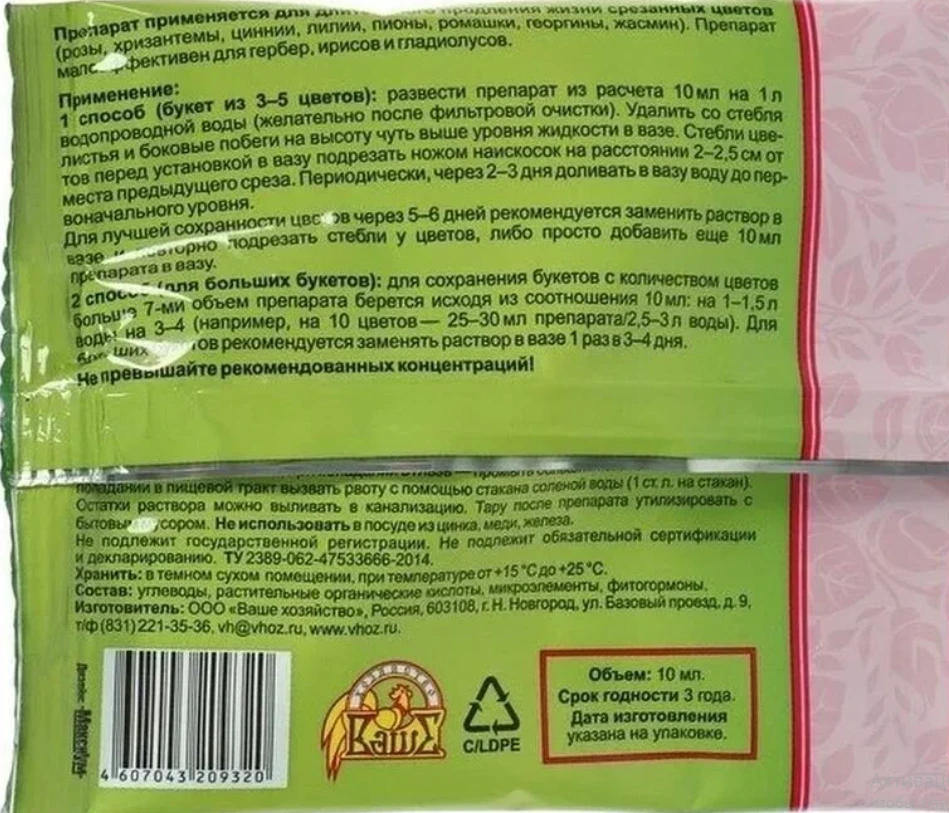 Препарат применяется для продления жизни срезанных цветов
(розы, хризантемы, циннии, лилии, пионы, ромашки, георгины, жасмин). Препарат
малоэффективен для гербер, ирисов и гладиолусов.
Применение:
1 способ (букет из 3–5 цветов): развести препарат из расчета 10 мл на 1 л
водопроводной воды (желательно после фильтровой очистки). Удалить со стебля
листья и боковые побеги на высоту чуть выше уровня жидкости в вазе. Стебли цве-
тов перед установкой в вазу подрезать ножом наискосок на расстоянии 2–2,5 см от
места предыдущего среза. Периодически, через 2–3 дня доливать в вазу воду до пер-
воначального уровня.
Для лучшей сохранности цветов через 5–6 дней рекомендуется заменить раствор в
вазе и повторно подрезать стебли у цветов, либо просто добавить еще 10 мл
препарата в вазу.
2 способ (для больших букетов): для сохранения букетов с количеством цветов
больше 7-ми объем препарата берется исходя из соотношения 10 мл: на 1–1,5 л
воды на 3–4 (например, на 10 цветов — 25–30 мл препарата/2,5–3 л воды). Для
рекомендуется заменять раствор в вазе 1 раз в 3–4 дня.
Не превышайте рекомендованных концентраций!
попадании в пищевой тракт вызвать рвоту с помощью стакана соленой воды (1 ст. л. на стакан).
Остатки раствора можно выливать в канализацию. Тару после препарата утилизировать с
бытовым мусором. Не использовать в посуде из цинка, меди, железа.
Не подлежит государственной регистрации. Не подлежит обязательной сертификации
и декларированию. ТУ 2389-062-47533666-2014.
Хранить: в темном сухом помещении, при температуре от +15 °С до +25 °С.
Состав: углеводы, растительные органические кислоты, микроэлементы, фитогормоны.
Изготовитель: ООО «Ваше хозяйство», Россия, 603108, г. Н. Новгород, ул. Базовый проезд, д. 9,
т/ф (831) 221-35-36, vh@vhoz.ru, www.vhoz.ru.
Дизайн: Максимум
4 607043 209320
ХОЗЯЙСТВО
Ваше
C/LDPE
Объем: 10 мл.
Срок годности 3 года.
Дата изготовления
указана на упаковке.